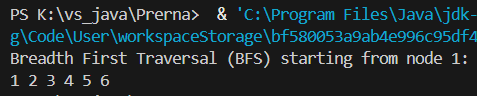 PS K:\vs_java\Prerna>  & 'C:\Program Files\Java\jdk-
g\Code\User\workspaceStorage\bf580053a9ab4e996c95df4
Breadth First Traversal (BFS) starting from node 1:
1 2 3 4 5 6